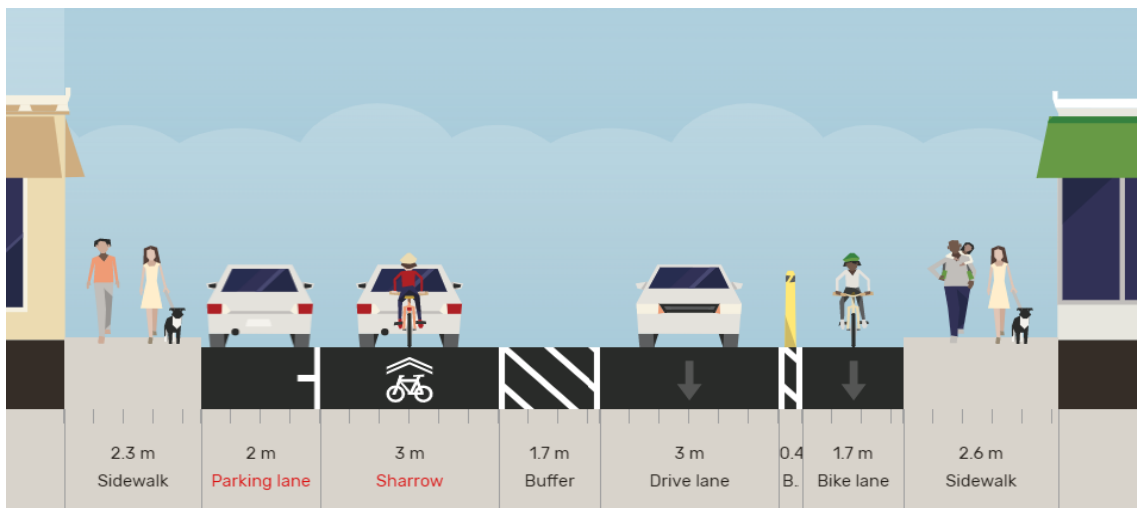 2.3 m
Sidewalk
2 m
Parking lane
3 m
Sharrow
1.7 m
Buffer
3 m
Drive lane
0.4
B..
1.7 m
Bike lane
2.6 m
Sidewalk